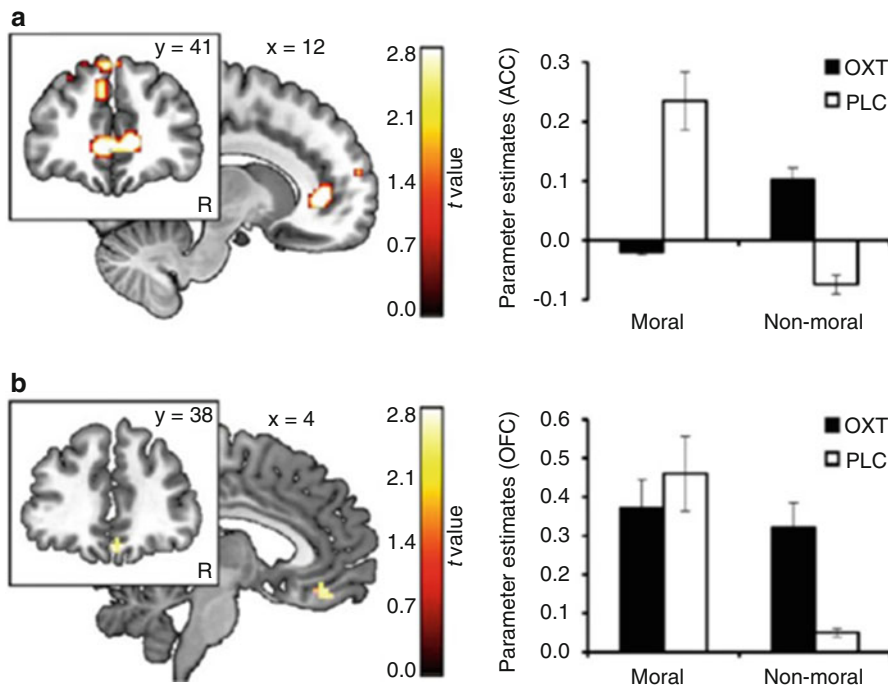 a
y = 41
x = 12
R
2.8
2.1
1.4
0.7
0.0
t value
Parameter estimates (ACC)
0.3
0.2
0.1
0.0
-0.1
OXT
PLC
Moral
Non-moral
b
y = 38
x = 4
R
2.8
2.1
1.4
0.7
0.0
t value
Parameter estimates (OFC)
0.6
0.5
0.4
0.3
0.2
0.1
0.0
OXT
PLC
Moral
Non-moral